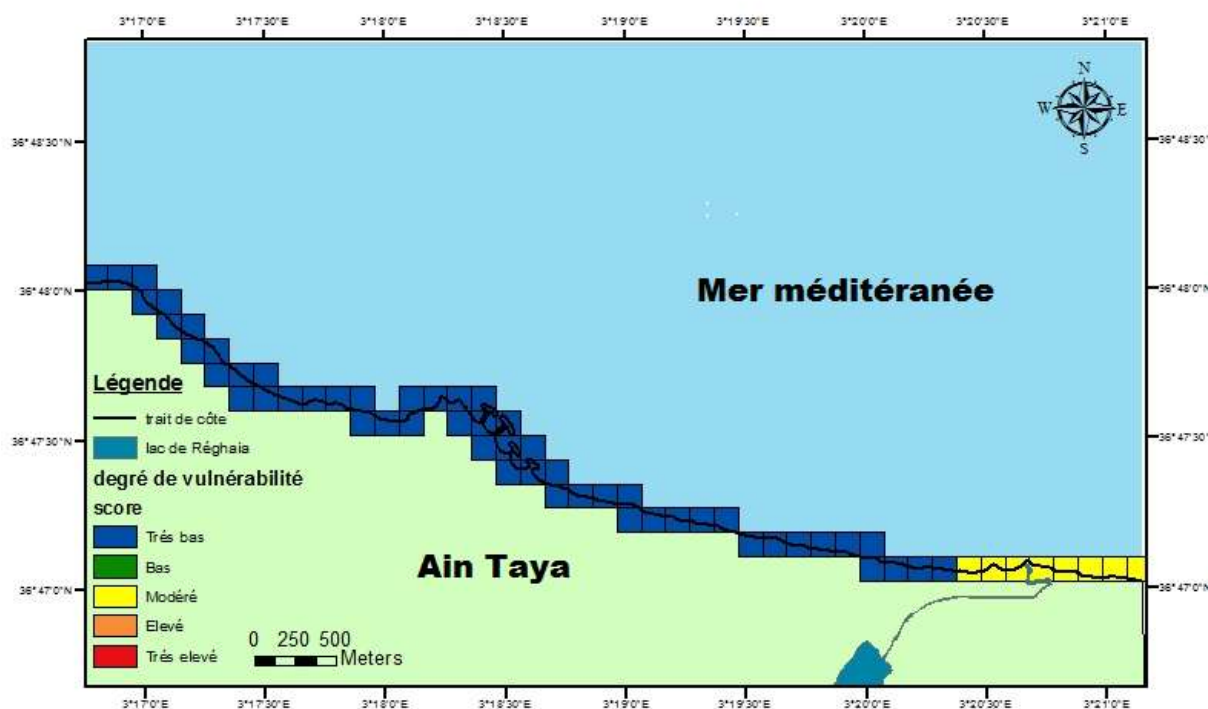 3°17'0"E 3°17'30"E 3°18'0"E 3°18'30"E 3°19'0"E 3°19'30"E 3°20'0"E 3°20'30"E 3°21'0"E
N
W E
S
36°48'30"N 36°48'30"N
36°48'0"N 36°48'0"N
Mer méditéranée
Légende
trait de côte
lac de Réghaia
36°47'30"N 36°47'30"N
degré de vulnérabilité
score
Trés bas
Bas
Ain Taya
36°47'0"N 36°47'0"N
Modéré
Elevé
Trés elevé
0 250 500
Meters
3°17'0"E 3°17'30"E 3°18'0"E 3°18'30"E 3°19'0"E 3°19'30"E 3°20'0"E 3°20'30"E 3°21'0"E